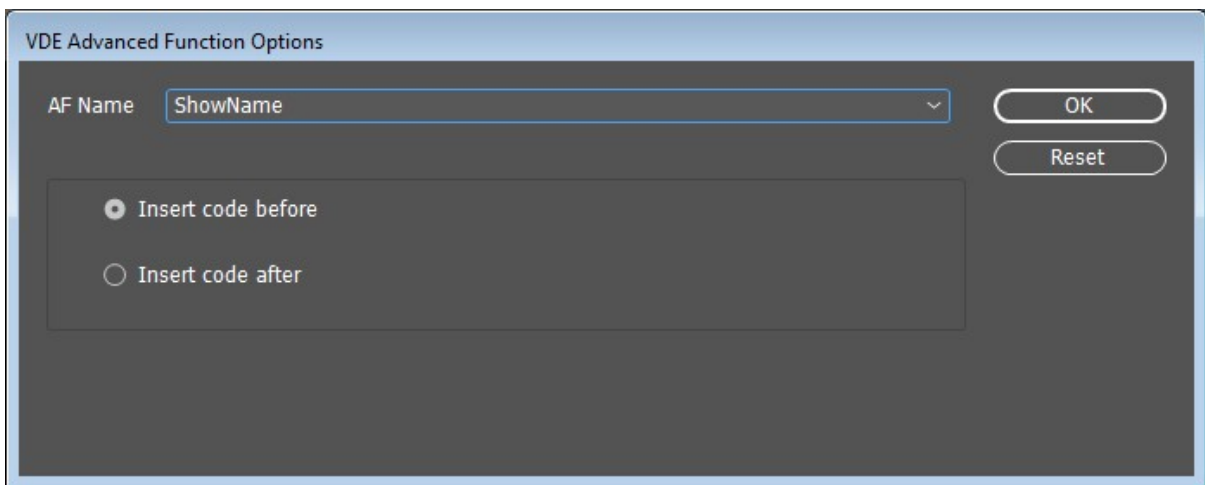 VDE Advanced Function Options
AF Name ShowName OK
Reset
Insert code before
Insert code after